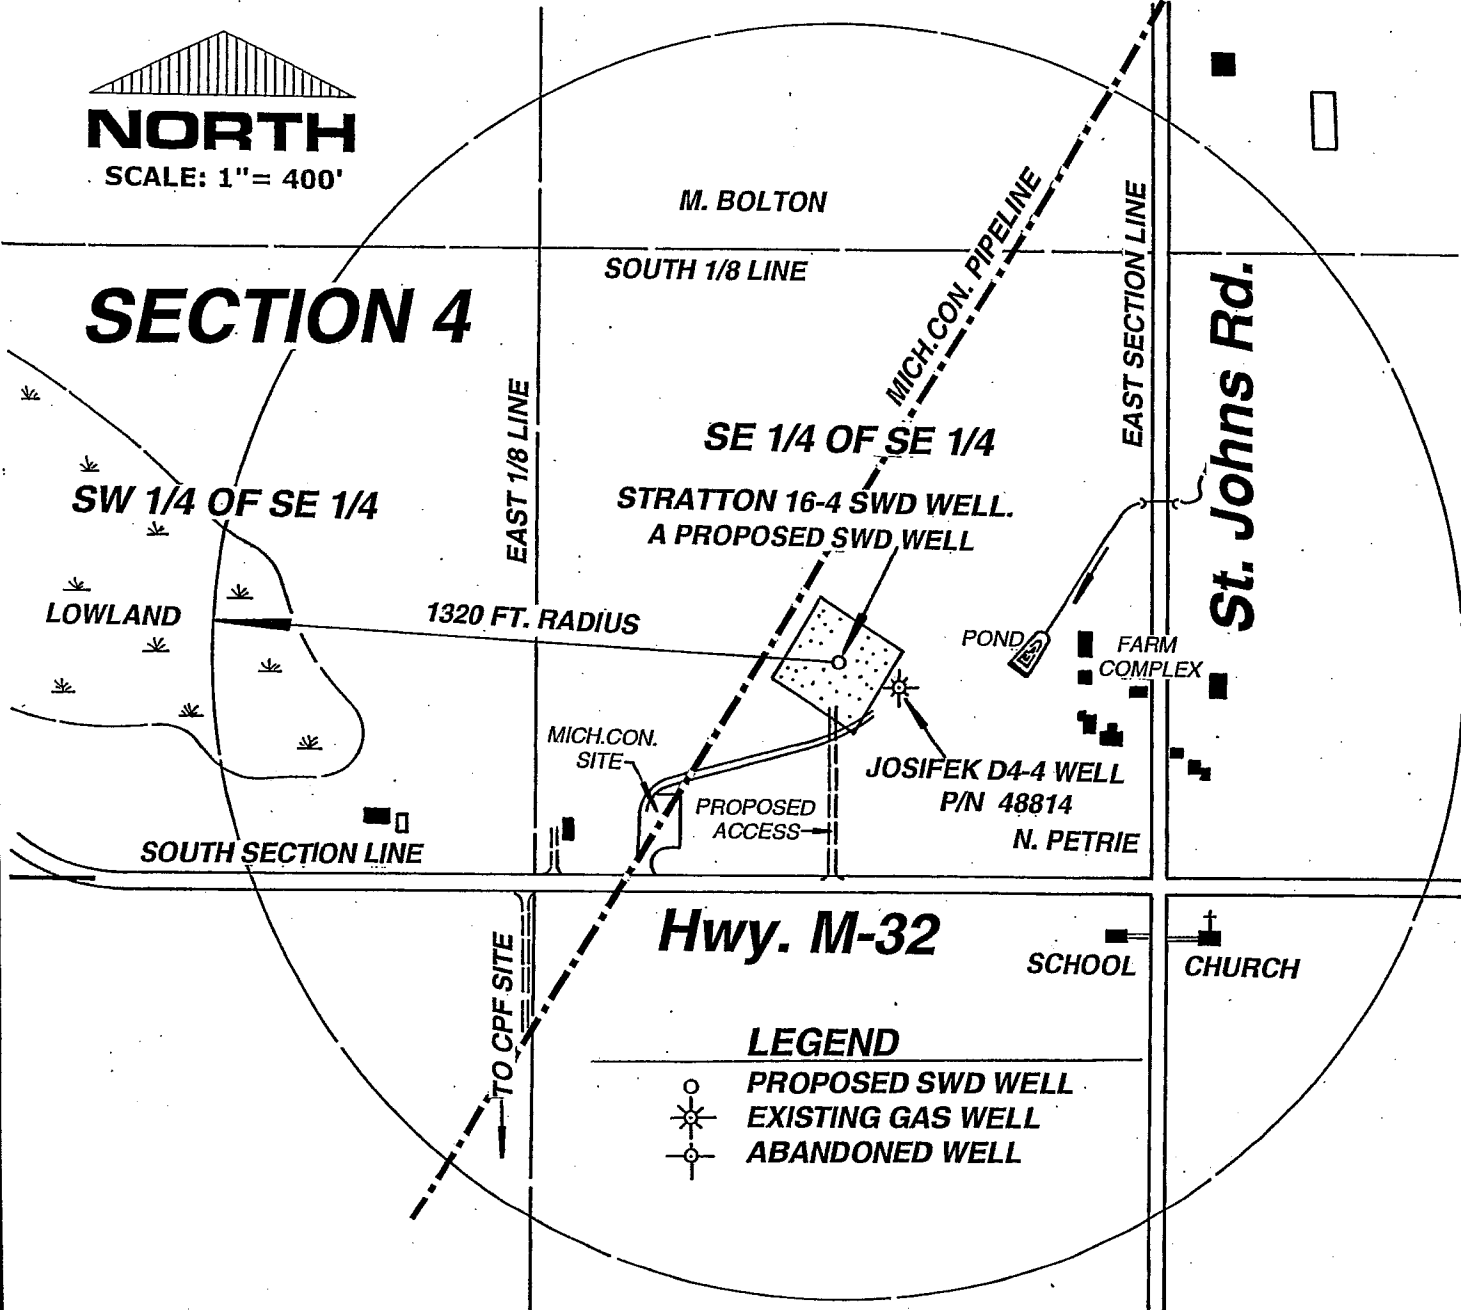 NORTH
SCALE: 1"= 400'
M. BOLTON
SOUTH 1/8 LINE
MICH.CON. PIPELINE
EAST SECTION LINE
St. Johns Rd.
SECTION 4
EAST 1/8 LINE
SE 1/4 OF SE 1/4
SW 1/4 OF SE 1/4
STRATTON 16-4 SWD WELL.
A PROPOSED SWD WELL
LOWLAND
1320 FT. RADIUS
POND
FARM
COMPLEX
MICH.CON.
SITE
JOSIFEK D4-4 WELL
P/N 48814
PROPOSED
ACCESS
N. PETRIE
SOUTH SECTION LINE
Hwy. M-32
SCHOOL
CHURCH
TO CPF SITE
LEGEND
PROPOSED SWD WELL
EXISTING GAS WELL
ABANDONED WELL